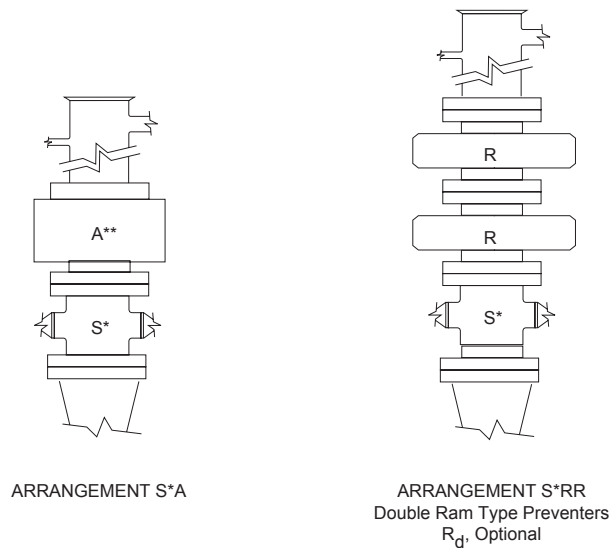 A**
S*
ARRANGEMENT S*A
R
R
S*
ARRANGEMENT S*RR
Double Ram Type Preventers
Rd, Optional